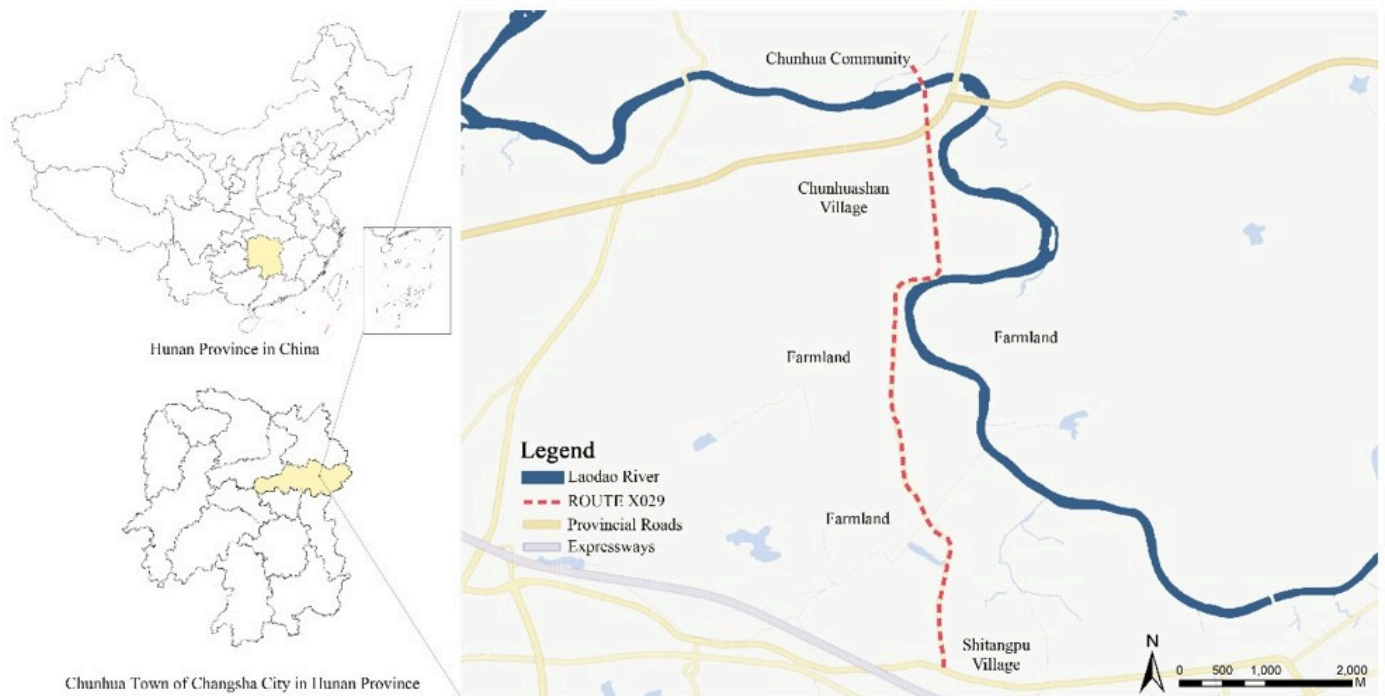 Hunan Province in China
Chunhua Town of Changsha City in Hunan Province
Chunhua Community
Chunhuashan
Village
Farmland
Farmland
Legend
Laodao River
ROUTE X029
Provincial Roads
Expressways
Farmland
Shitangpu
Village
N
0 500 1,000 2,000
M